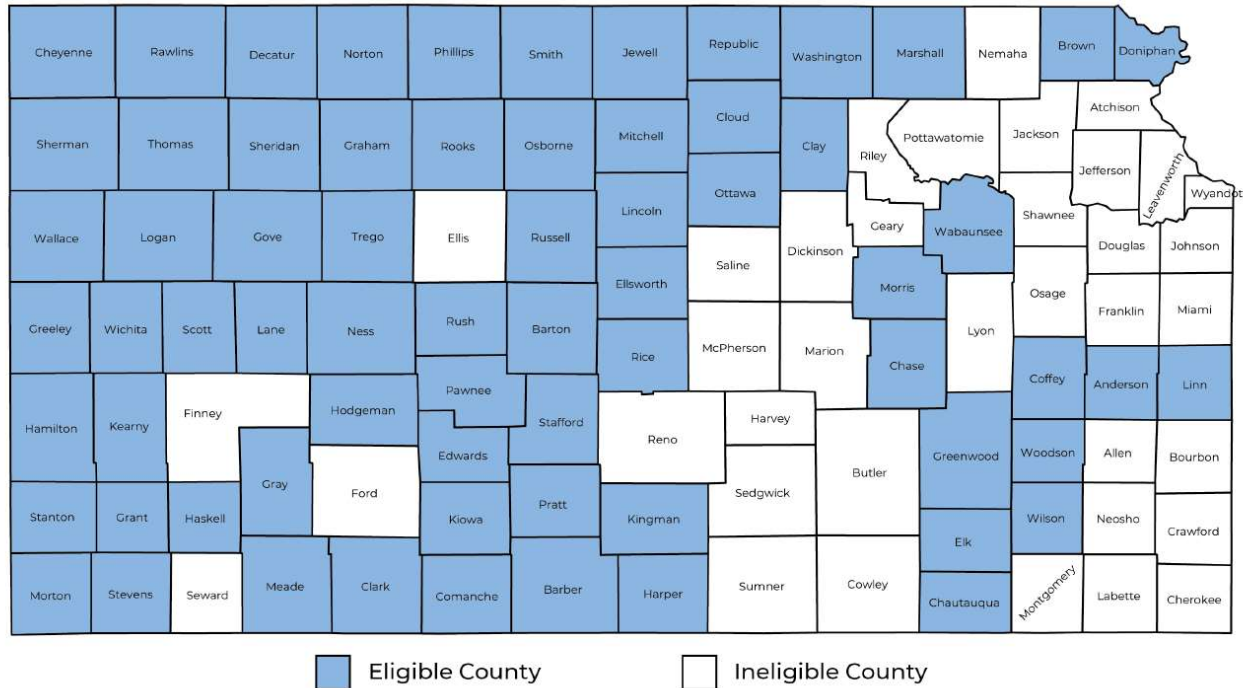 Cheyenne
Rawlins
Decatur
Norton
Phillips
Smith
Jewell
Republic
Washington
Marshall
Nemaha
Brown
Doniphan
Sherman
Thomas
Sheridan
Graham
Rooks
Osborne
Mitchell
Cloud
Clay
Riley
Pottawatomie
Jackson
Atchison
Jefferson
Leavenworth
Wyandot
Wallace
Logan
Gove
Trego
Ellis
Russell
Lincoln
Ottawa
Saline
Dickinson
Geary
Wabaunsee
Shawnee
Douglas
Johnson
Greeley
Wichita
Scott
Lane
Ness
Rush
Barton
Ellsworth
Rice
McPherson
Marion
Morris
Chase
Lyon
Osage
Franklin
Miami
Hamilton
Kearny
Finney
Hodgeman
Pawnee
Stafford
Edwards
Reno
Harvey
Butler
Greenwood
Coffey
Anderson
Linn
Woodson
Allen
Bourbon
Stanton
Grant
Haskell
Gray
Ford
Kiowa
Pratt
Kingman
Sedgwick
Elk
Wilson
Neosho
Crawford
Morton
Stevens
Seward
Meade
Clark
Comanche
Barber
Harper
Sumner
Cowley
Chautauqua
Montgomery
Labette
Cherokee
Eligible County
Ineligible County